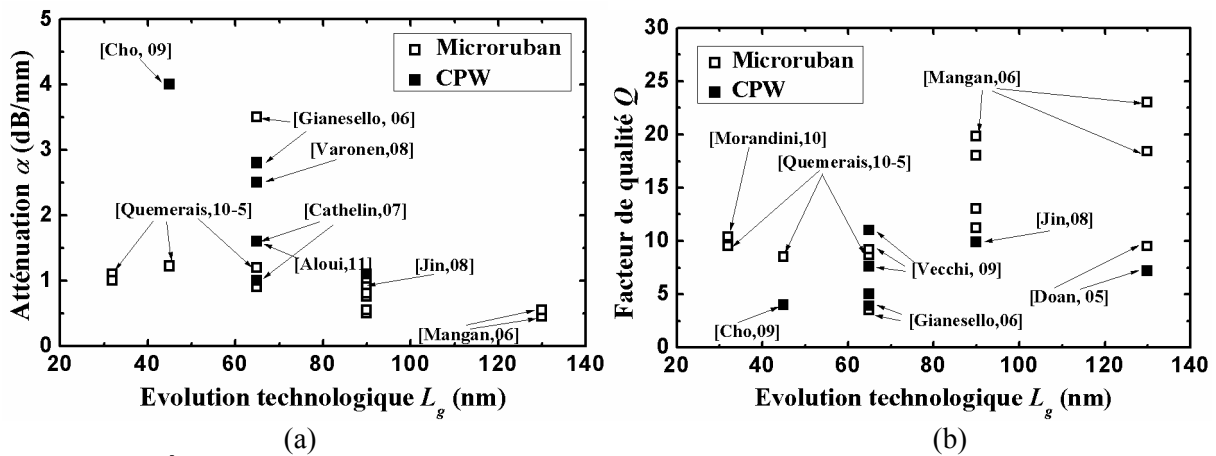 5
4
3
2
1
0
20 40 60 80 100 120 140
Atténuation α (dB/mm)
Evolution technologique Lg (nm)
Microruban
CPW
[Cho, 09]
[Gianesello, 06]
[Varonen, 08]
[Quemerais,10-5]
[Cathelin,07]
[Aloui,11]
[Jin,08]
[Mangan,06]
(a)
30
25
20
15
10
5
0
20 40 60 80 100 120 140
Facteur de qualité Q
Evolution technologique Lg (nm)
Microruban
CPW
[Mangan,06]
[Morandini,10]
[Quemerais,10-5]
[Jin,08]
[Vecchi, 09]
[Doan, 05]
[Cho,09]
[Gianesello,06]
(b)